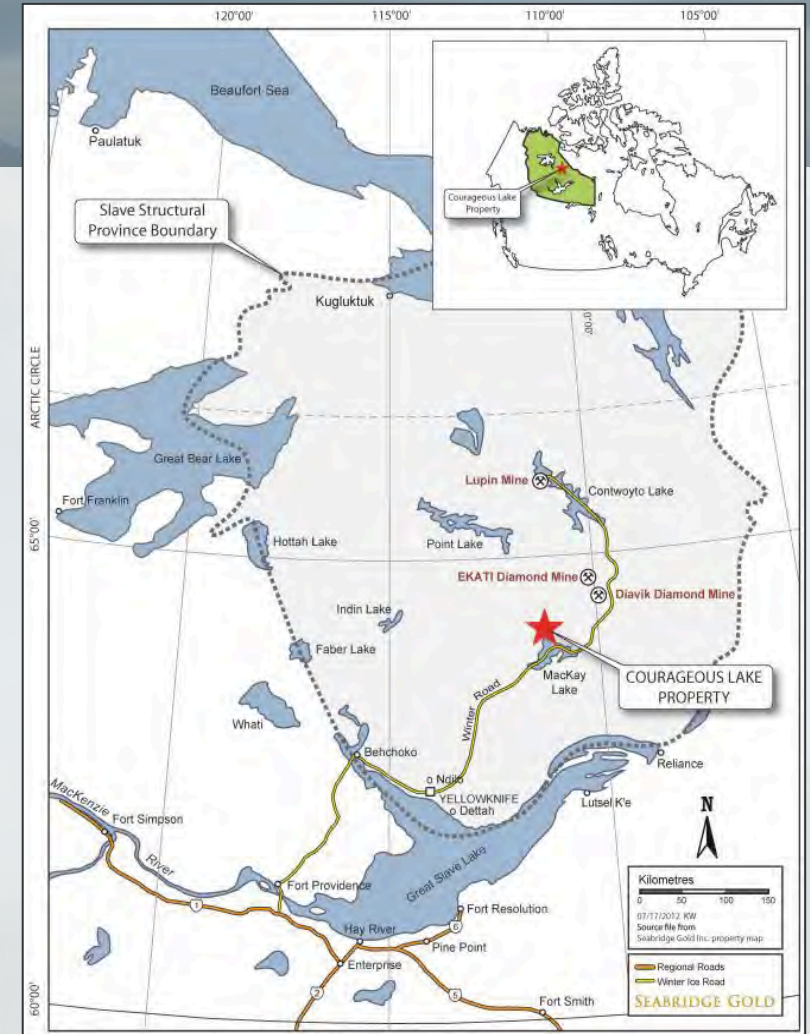 120°00'
115°00'
110°00'
105°00'
Beaufort Sea
Paulatuk
Courageous Lake
Property
Slave Structural
Province Boundary
Kugluktuk
ARCTIC CIRCLE
Great Bear Lake
Lupin Mine
Contwoyto Lake
Fort Franklin
65°00'
Hottah Lake
Point Lake
EKATI Diamond Mine
Diavik Diamond Mine
Indin Lake
Faber Lake
MacKay
Lake
COURAGEOUS LAKE
PROPERTY
Winter Road
Whati
Behchoko
Reliance
Ndilo
YELLOWKNIFE
Dettah
Lutsel K'e
MacKenzie
River
Fort Simpson
N
Great Slave Lake
Fort Providence
Kilometres
0 50 100 150
07/17/2012 KW
Source file from
Seabridge Gold Inc. property map
1
Fort Resolution
6
Hay River
Pine Point
Enterprise
Regional Roads
Winter Ice Road
SEABRIDGE GOLD
2
5
Fort Smith
60°00'